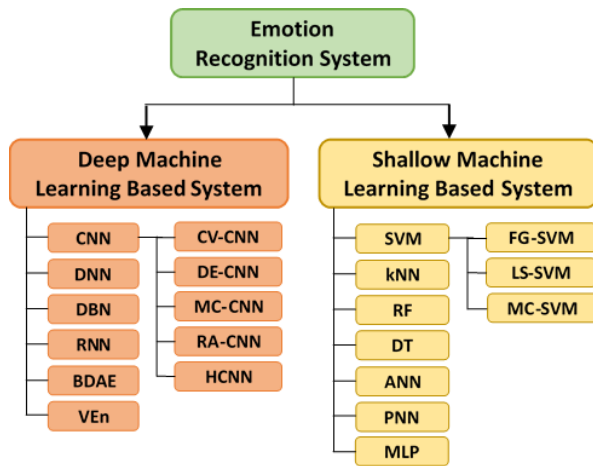 Emotion
Recognition System
Deep Machine
Learning Based System
CNN
DNN
DBN
RNN
BDAE
VEn
CV-CNN
DE-CNN
MC-CNN
RA-CNN
HCNN
Shallow Machine
Learning Based System
SVM
kNN
RF
DT
ANN
PNN
MLP
FG-SVM
LS-SVM
MC-SVM